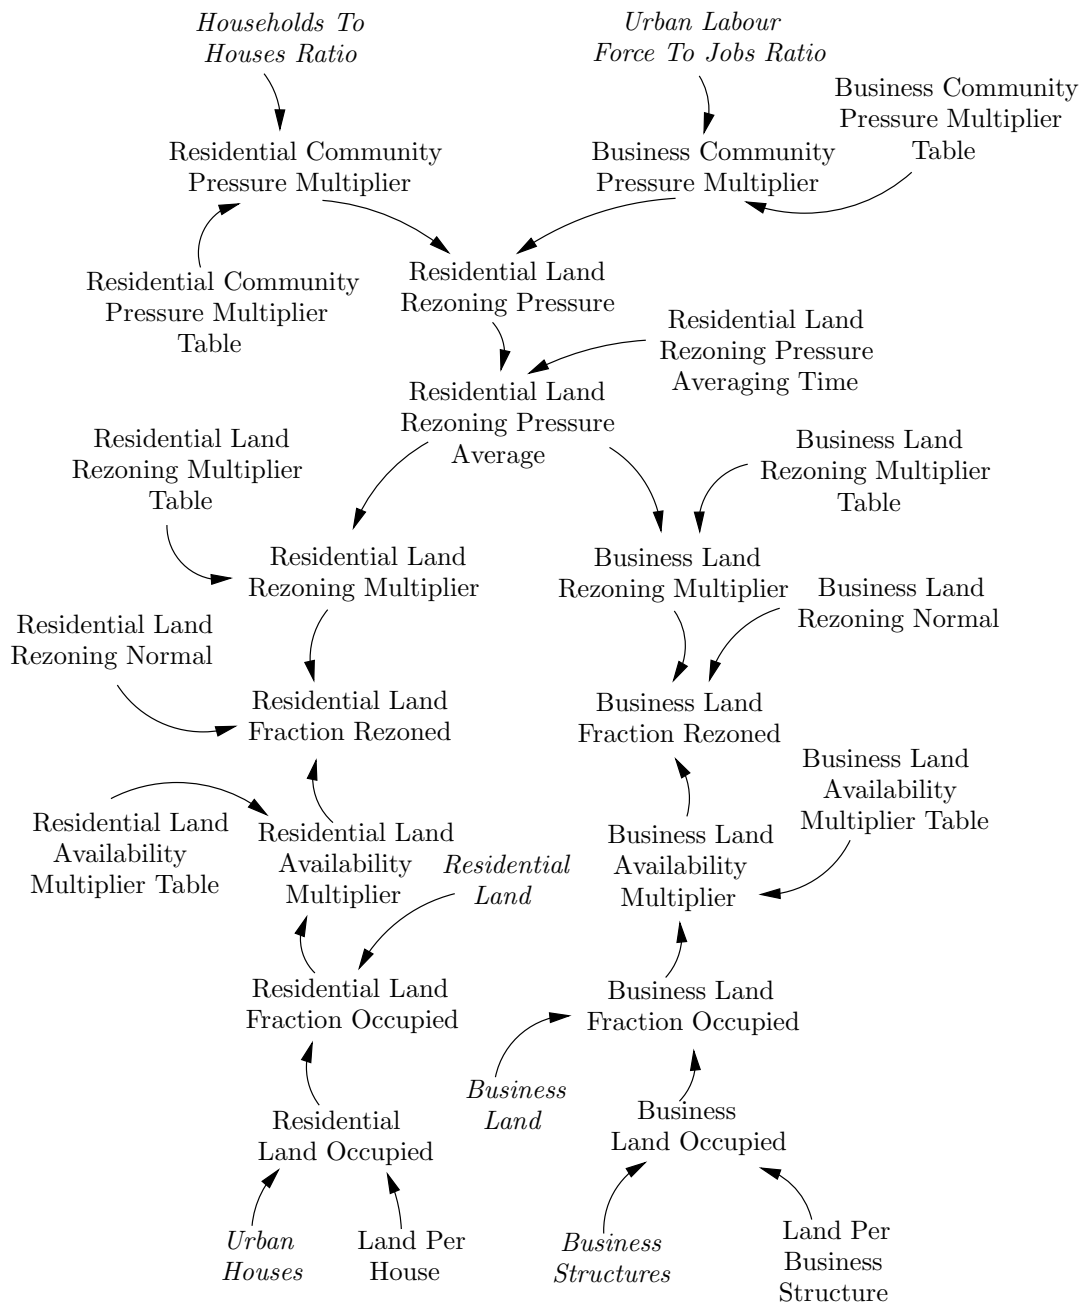 Households To
Houses Ratio
Urban Labour
Force To Jobs Ratio
Business Community
Pressure Multiplier
Table
Residential Community
Pressure Multiplier
Business Community
Pressure Multiplier
Residential Community
Pressure Multiplier
Table
Residential Land
Rezoning Pressure
Residential Land
Rezoning Pressure
Averaging Time
Residential Land
Rezoning Pressure
Average
Residential Land
Rezoning Multiplier
Table
Business Land
Rezoning Multiplier
Table
Residential Land
Rezoning Multiplier
Business Land
Rezoning Multiplier
Business Land
Rezoning Normal
Residential Land
Rezoning Normal
Residential Land
Fraction Rezoned
Business Land
Fraction Rezoned
Business Land
Availability
Multiplier Table
Residential Land
Availability
Multiplier Table
Residential Land
Availability
Multiplier
Residential
Land
Business Land
Availability
Multiplier
Residential Land
Fraction Occupied
Business Land
Fraction Occupied
Business
Land
Residential
Land Occupied
Business
Land Occupied
Urban
Houses
Land Per
House
Business
Structures
Land Per
Business
Structure